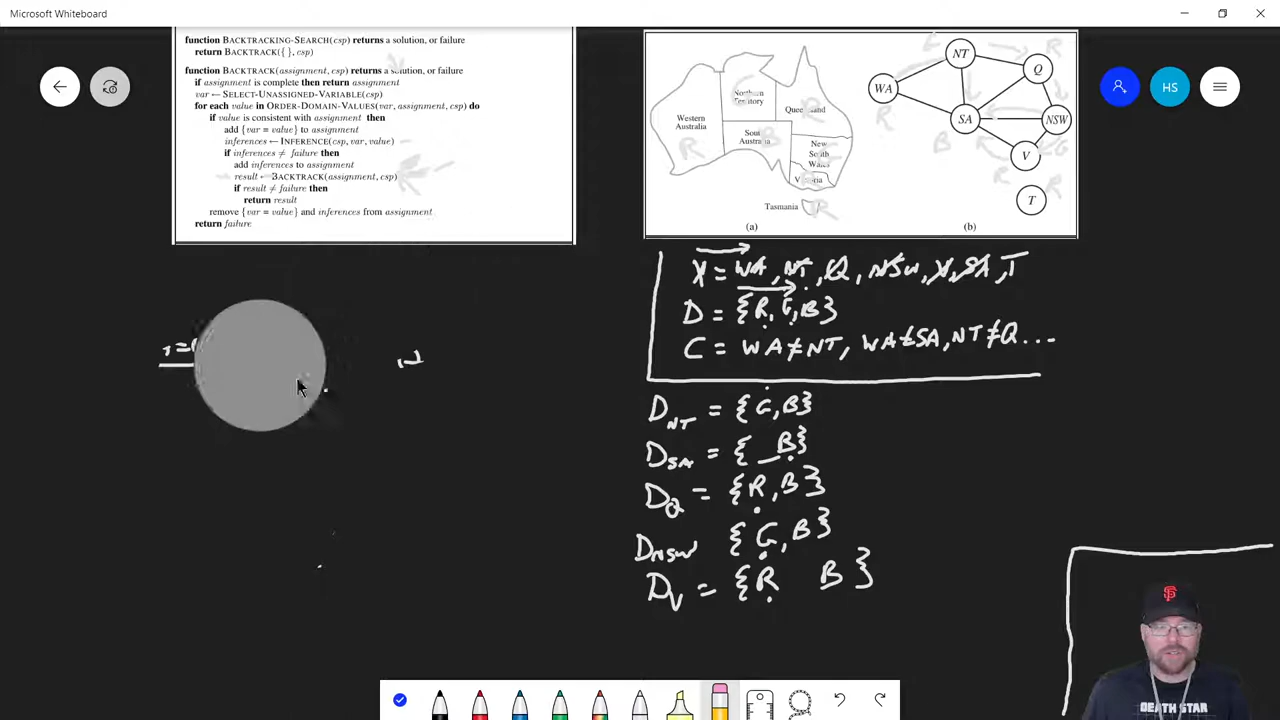 Microsoft Whiteboard
function BACKTRACKING-SEARCH(csp) returns a solution, or failure
return BACKTRACK({ }, csp)
function BACKTRACK(assignment, csp) returns a solution, or failure
if assignment is complete then return assignment
var ← SELECT-UNASSIGNED-VARIABLE(csp)
for each value in ORDER-DOMAIN-VALUES(var, assignment, csp) do
if value is consistent with assignment then
add {var = value} to assignment
inferences ← INFERENCE(csp, var, value)
if inferences ≠ failure then
add inferences to assignment
result ← BACKTRACK(assignment, csp)
if result ≠ failure then
return result
remove {var = value} and inferences from assignment
return failure
Western Australia
R
Northern Territory
G
Queensland
R
South Australia
B
New South Wales
Victoria
R
Tasmania
R
(a)
NT
Q
R
WA
R
SA
B
NSW
G
V
R
T
R
(b)
HS
X = WA, NT, Q, NSW, V, SA, T
D = {R, G, B}
C = WA≠NT, WA≠SA, NT≠Q...
D_NT = {G, B}
D_SA = { _ B}
D_Q = {R, B}
D_NSW {G, B}
D_V = {R B}
SF
DEATH STAR